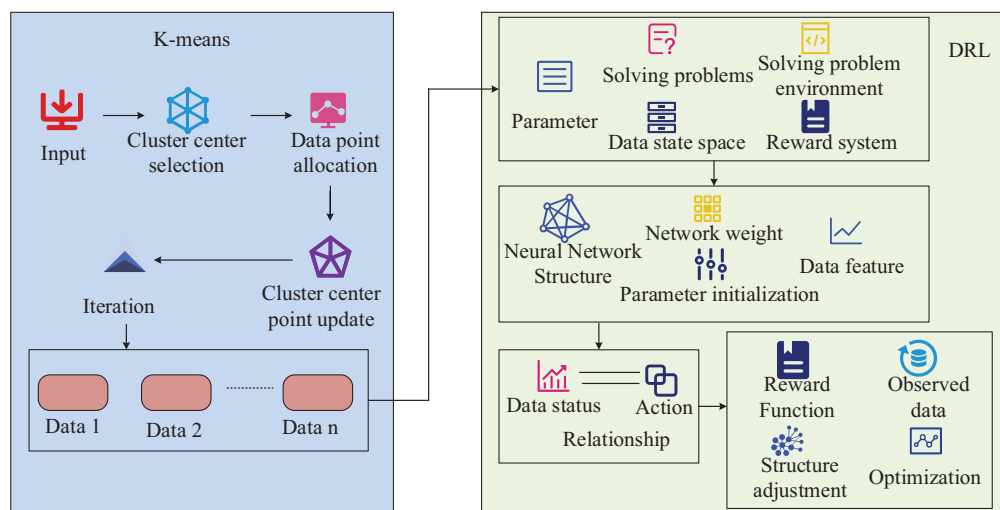 K-means
Input
Cluster center
selection
Data point
allocation
Iteration
Cluster center
point update
Data 1
Data 2
Data n
DRL
Parameter
Solving problems
Solving problem
environment
Data state space
Reward system
Neural Network
Structure
Network weight
Parameter initialization
Data feature
Data status
Action
Relationship
Reward
Function
Observed
data
Structure
adjustment
Optimization